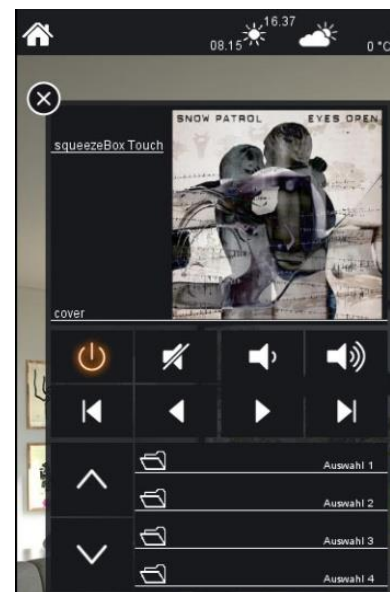 16.37
08.15
0 °C
SNOW PATROL EYES OPEN
squeezeBox Touch
cover
Auswahl 1
Auswahl 2
Auswahl 3
Auswahl 4